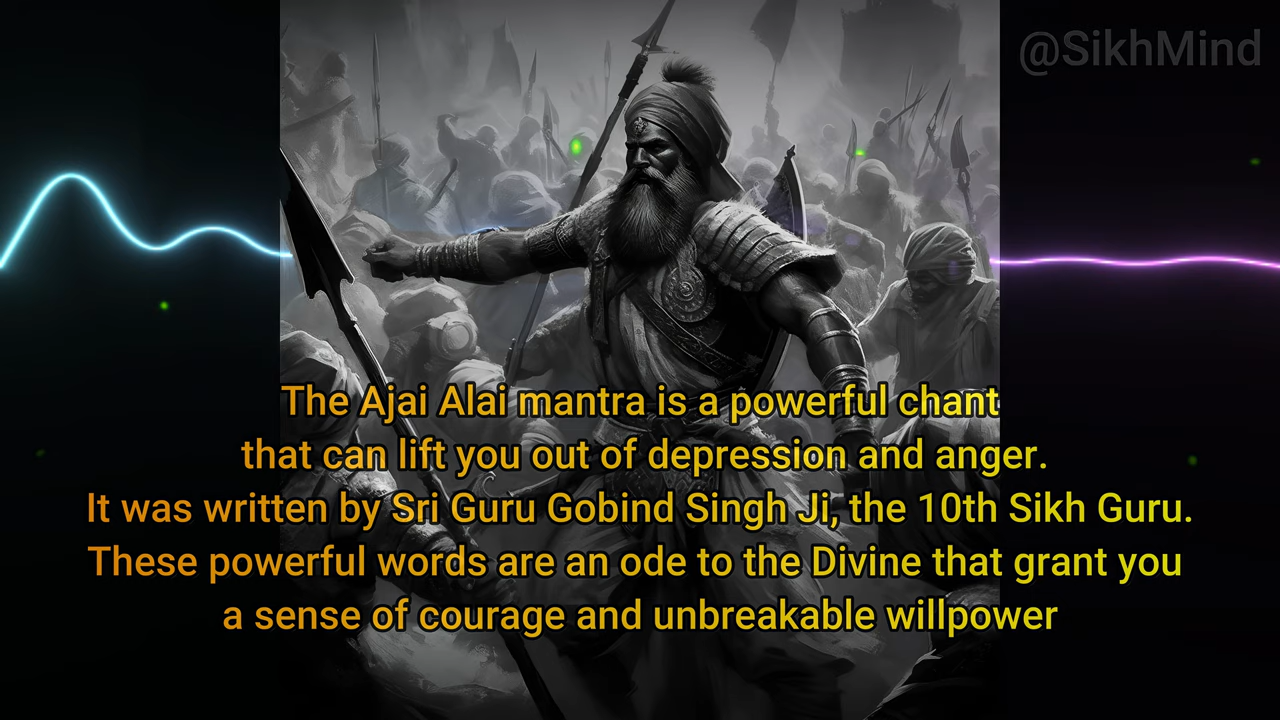 @SikhMind
The Ajai Alai mantra is a powerful chant
that can lift you out of depression and anger.
It was written by Sri Guru Gobind Singh Ji, the 10th Sikh Guru.
These powerful words are an ode to the Divine that grant you
a sense of courage and unbreakable willpower